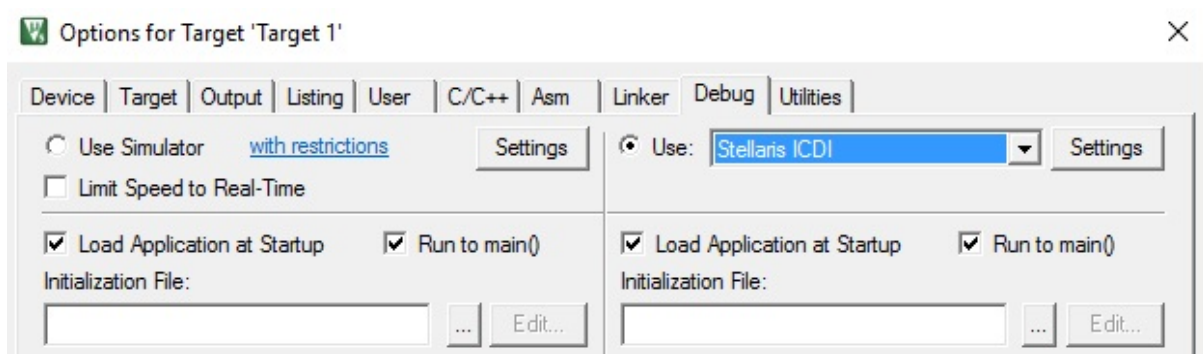 Options for Target 'Target 1'
Device Target Output Listing User C/C++ Asm Linker Debug Utilities
Use Simulator with restrictions Settings Use: Stellaris ICDI Settings
Limit Speed to Real-Time
Load Application at Startup Run to main() Load Application at Startup Run to main()
Initialization File: Initialization File:
... Edit... ... Edit...